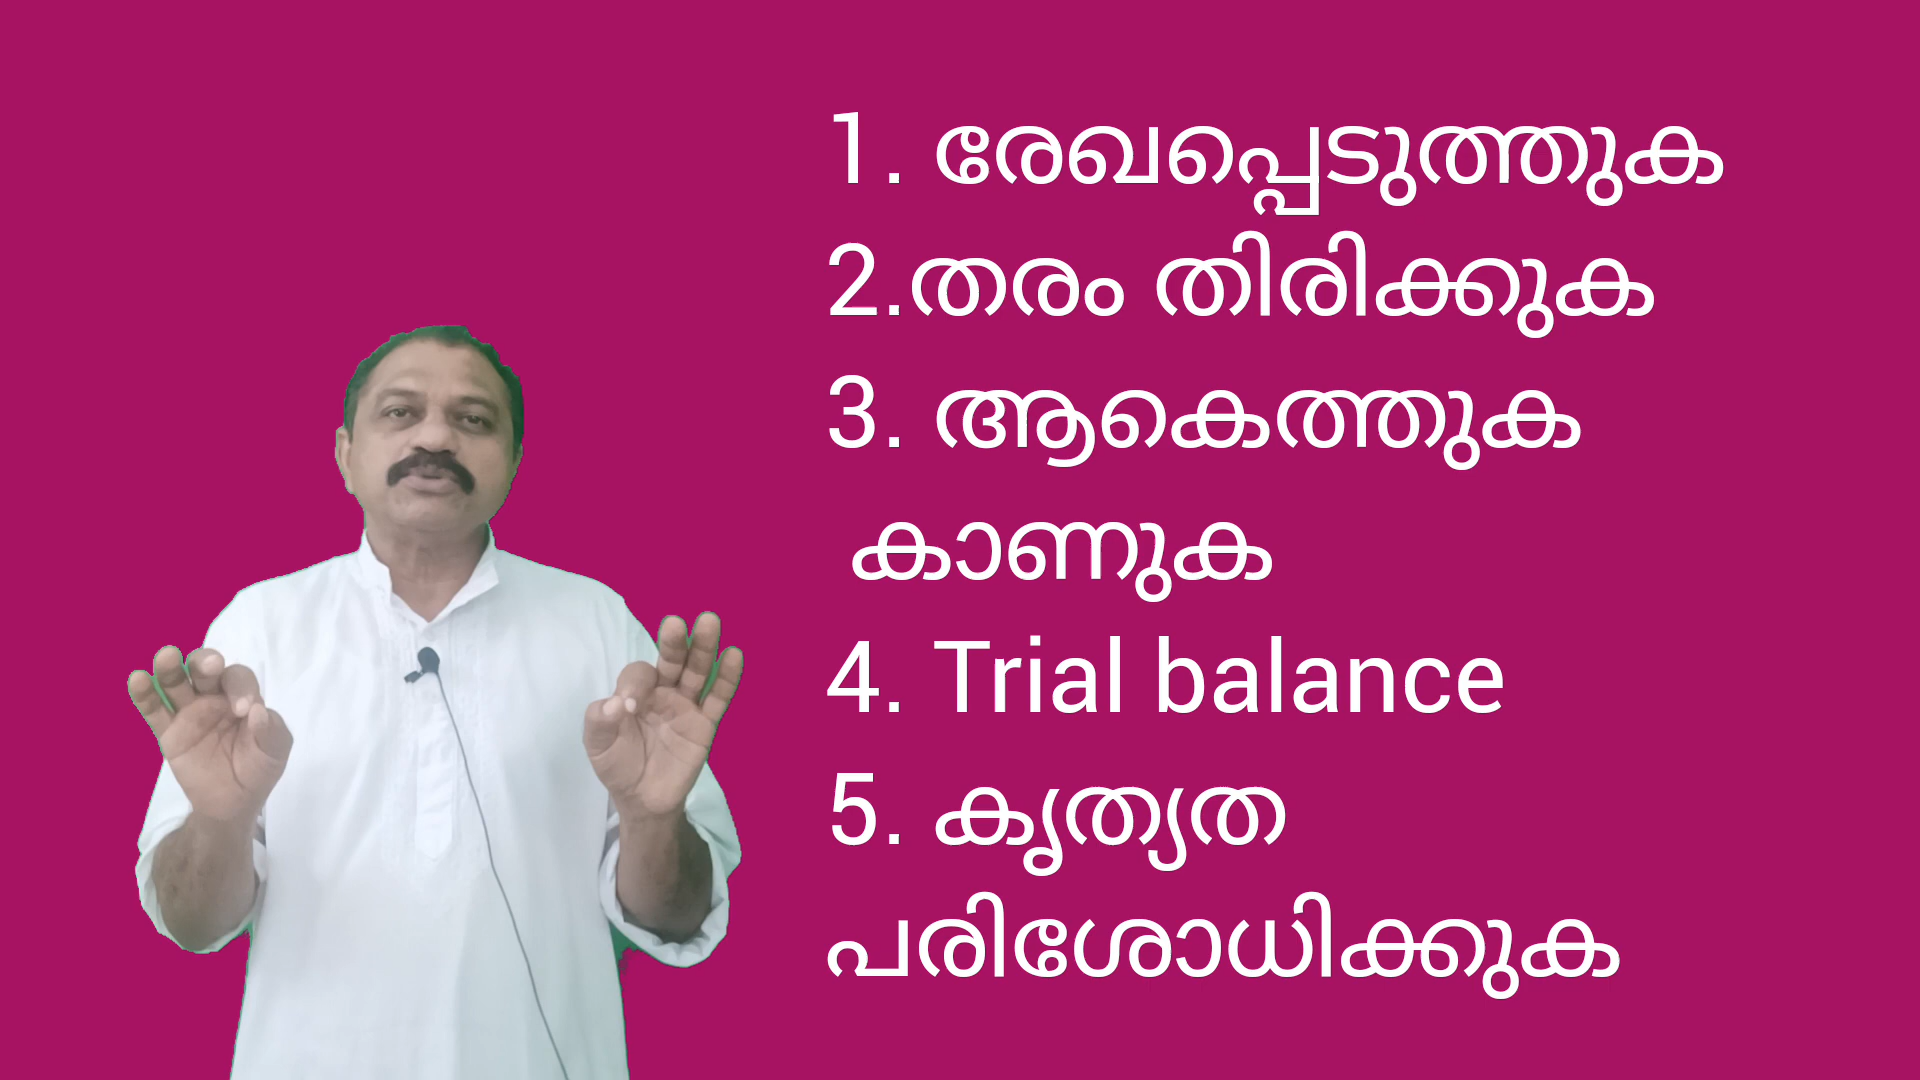 1. രേഖപ്പെടുത്തുക
2.തരം തിരിക്കുക
3. ആകെത്തുക
കാണുക
4. Trial balance
5. കൃത്യത
പരിശോധിക്കുക